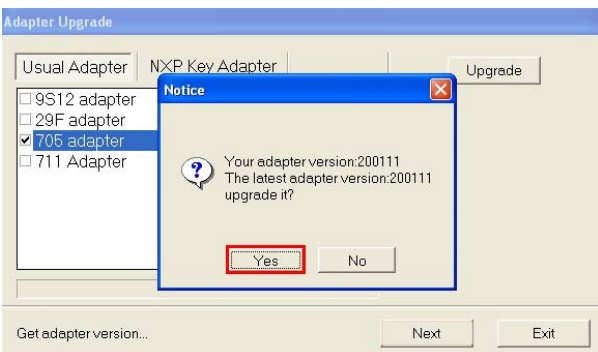 Adapter Upgrade
Usual Adapter
NXP Key Adapter
Upgrade
9S12 adapter
29F adapter
705 adapter
711 Adapter
Notice
Your adapter version:200111
The latest adapter version:200111
upgrade it?
Yes
No
Get adapter version...
Next
Exit